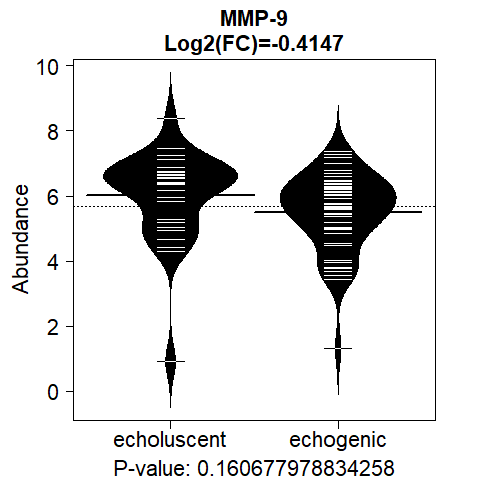 MMP-9
Log2(FC)=-0.4147
10
8
6
4
2
0
Abundance
echoluscent echogenic
P-value: 0.160677978834258